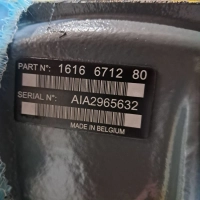 PART N°: 1616 6712 80
SERIAL N°: AIA2965632
MADE IN BELGIUM